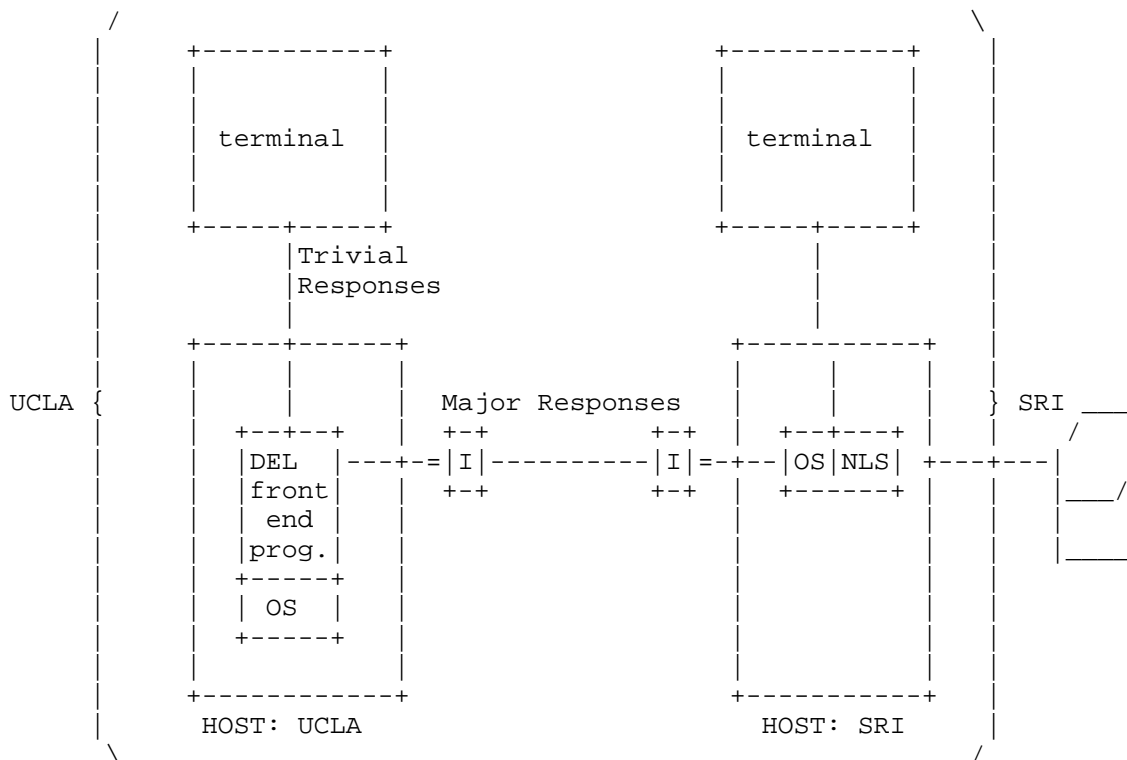 terminal terminal
Trivial
Responses
UCLA Major Responses SRI
DEL I I OS NLS
front
end
prog.
OS
HOST: UCLA HOST: SRI